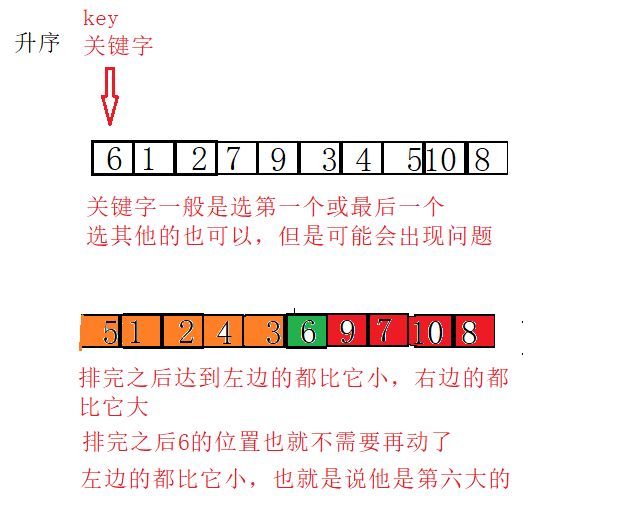 key
升序 关键字
6 1 2 7 9 3 4 5 10 8
关键字一般是选第一个或最后一个
选其他的也可以，但是可能会出现问题
5 1 2 4 3 6 9 7 10 8
排完之后达到左边的都比它小，右边的都
比它大
排完之后6的位置也就不需要再动了
左边的都比它小，也就是说他是第六大的